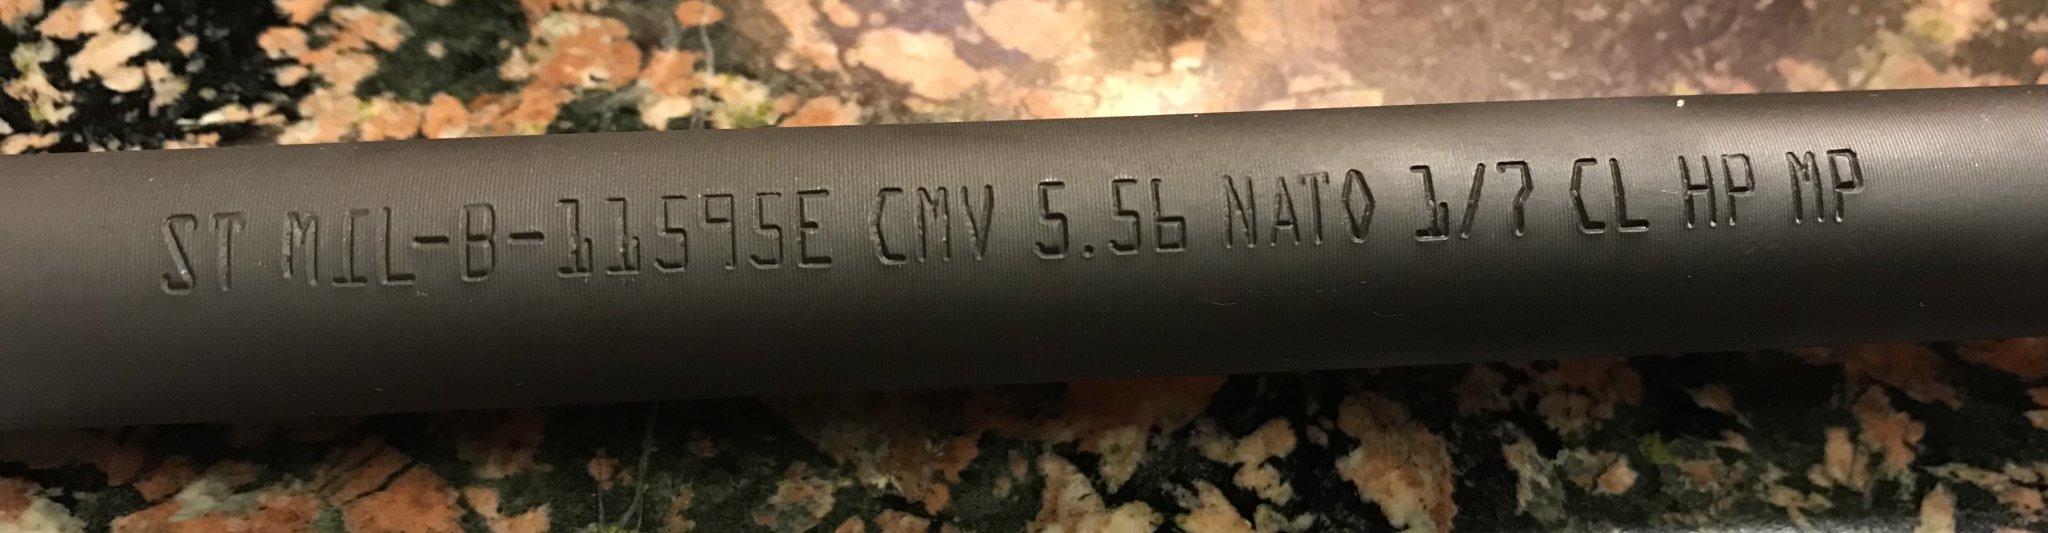 ST MIL-B-11595E CMV 5.56 NATO 1/7 CL HP MP